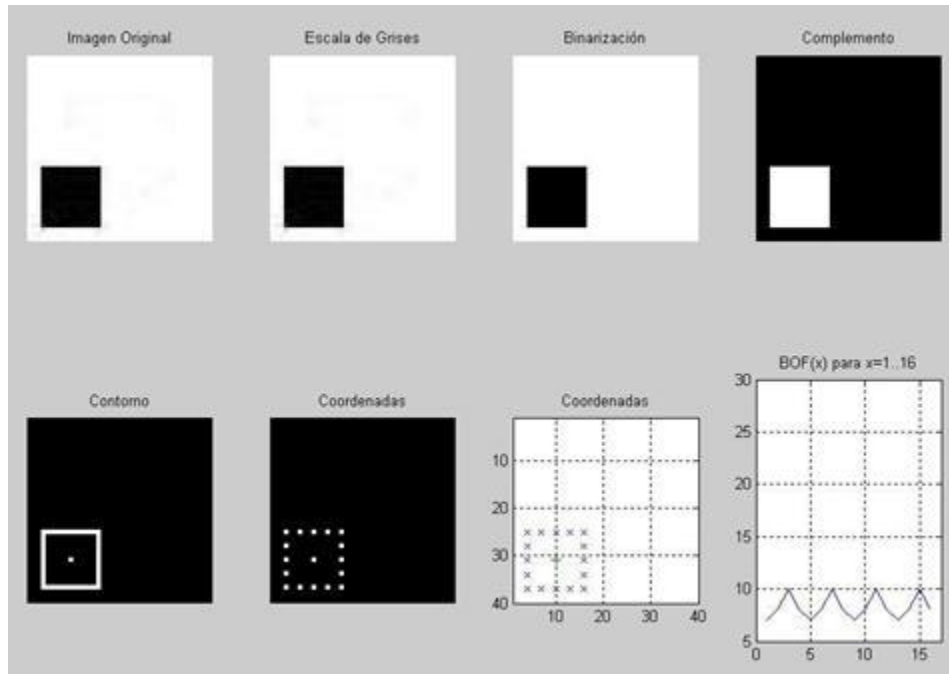 Imagen Original
Escala de Grises
Binarización
Complemento
Contorno
Coordenadas
Coordenadas
10
20
30
40
10
20
30
40
BOF(x) para x=1..16
30
25
20
15
10
5
0
5
10
15